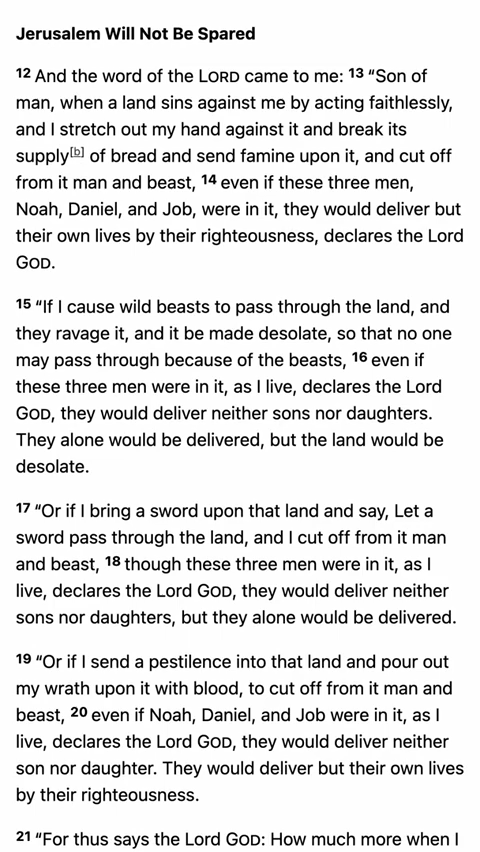 Jerusalem Will Not Be Spared
12 And the word of the LORD came to me: 13 “Son of
man, when a land sins against me by acting faithlessly,
and I stretch out my hand against it and break its
supply[b] of bread and send famine upon it, and cut off
from it man and beast, 14 even if these three men,
Noah, Daniel, and Job, were in it, they would deliver but
their own lives by their righteousness, declares the Lord
GOD.
15 “If I cause wild beasts to pass through the land, and
they ravage it, and it be made desolate, so that no one
may pass through because of the beasts, 16 even if
these three men were in it, as I live, declares the Lord
GOD, they would deliver neither sons nor daughters.
They alone would be delivered, but the land would be
desolate.
17 “Or if I bring a sword upon that land and say, Let a
sword pass through the land, and I cut off from it man
and beast, 18 though these three men were in it, as I
live, declares the Lord GOD, they would deliver neither
sons nor daughters, but they alone would be delivered.
19 “Or if I send a pestilence into that land and pour out
my wrath upon it with blood, to cut off from it man and
beast, 20 even if Noah, Daniel, and Job were in it, as I
live, declares the Lord GOD, they would deliver neither
son nor daughter. They would deliver but their own lives
by their righteousness.
21 “For thus says the Lord GOD: How much more when I